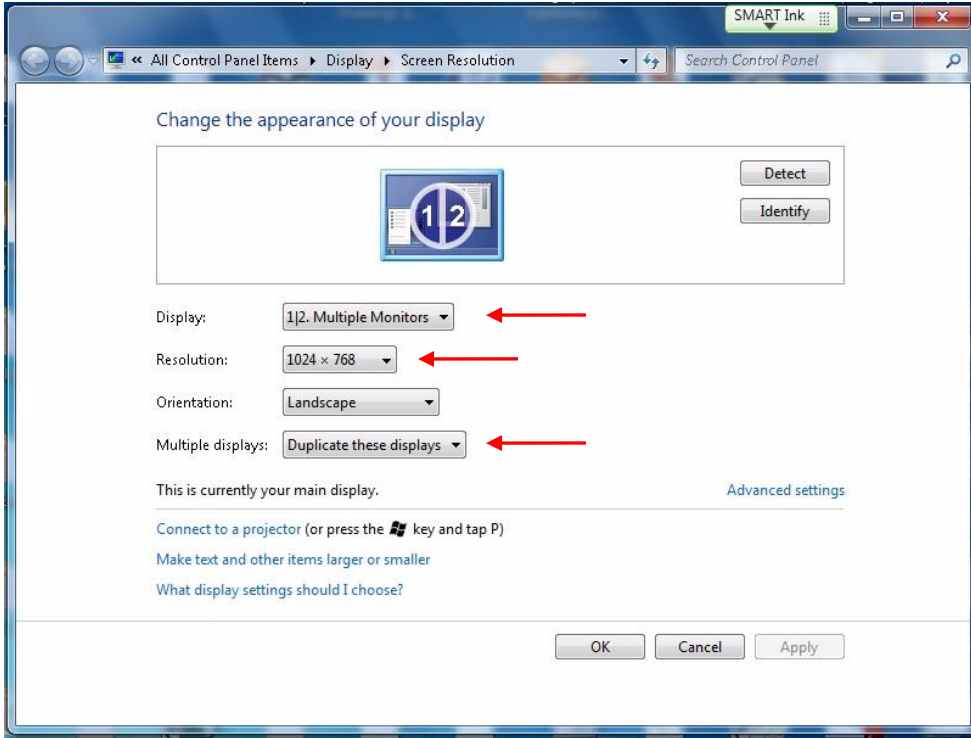 SMART Ink
« All Control Panel Items ▸ Display ▸ Screen Resolution
Search Control Panel
Change the appearance of your display
1|2
Detect
Identify
Display: 1|2. Multiple Monitors
Resolution: 1024 × 768
Orientation: Landscape
Multiple displays: Duplicate these displays
This is currently your main display. Advanced settings
Connect to a projector (or press the key and tap P)
Make text and other items larger or smaller
What display settings should I choose?
OK Cancel Apply